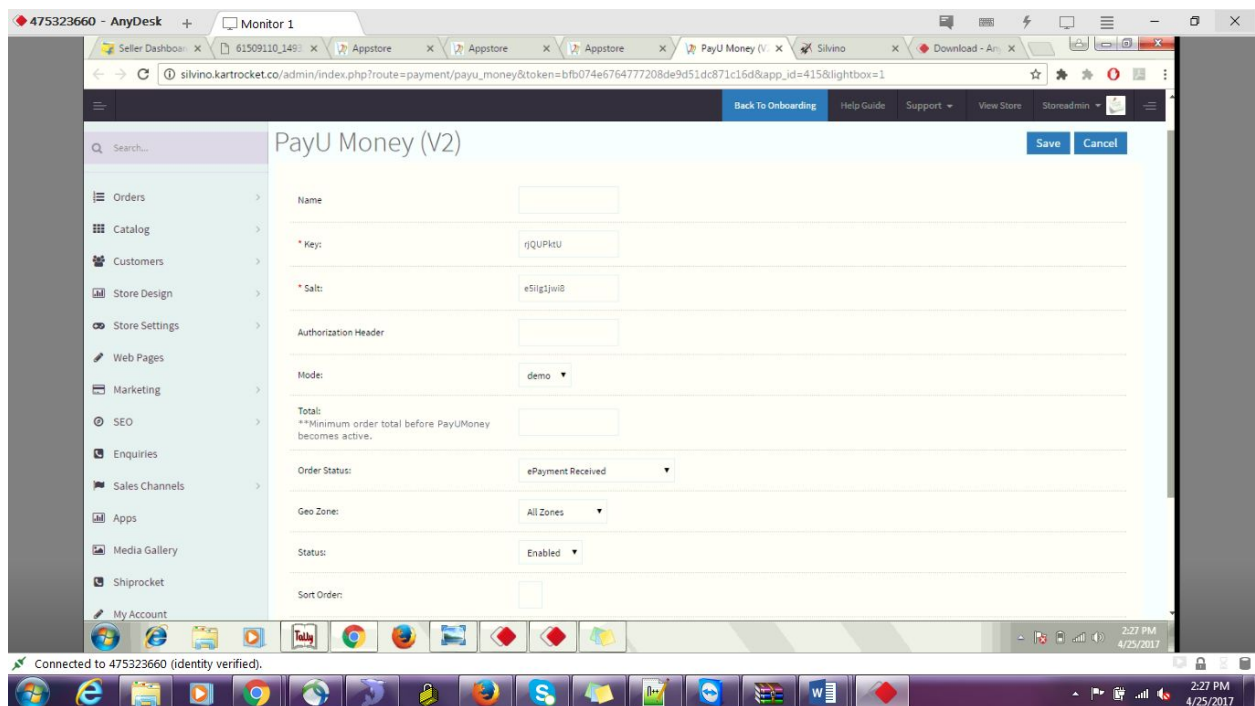 475323660 - AnyDesk
Monitor 1
Seller Dashboa
61509110_149
Appstore
Appstore
Appstore
PayU Money (V
Silvino
Download - An
silvino.kartrocket.co/admin/index.php?route=payment/payu_money&token=bfb074e6764777208de9d51dc871c16d&app_id=415&lightbox=1
Back To Onboarding
Help Guide
Support
View Store
Storeadmin
Search...
PayU Money (V2)
Save
Cancel
Orders
Catalog
Customers
Store Design
Store Settings
Web Pages
Marketing
SEO
Enquiries
Sales Channels
Apps
Media Gallery
Shiprocket
My Account
Name
* Key:
rjQUPktU
* Salt:
e5iIg1jwi8
Authorization Header
Mode:
demo
Total:
**Minimum order total before PayUMoney
becomes active.
Order Status:
ePayment Received
Geo Zone:
All Zones
Status:
Enabled
Sort Order:
Tally
2:27 PM
4/25/2017
Connected to 475323660 (identity verified).
2:27 PM
4/25/2017